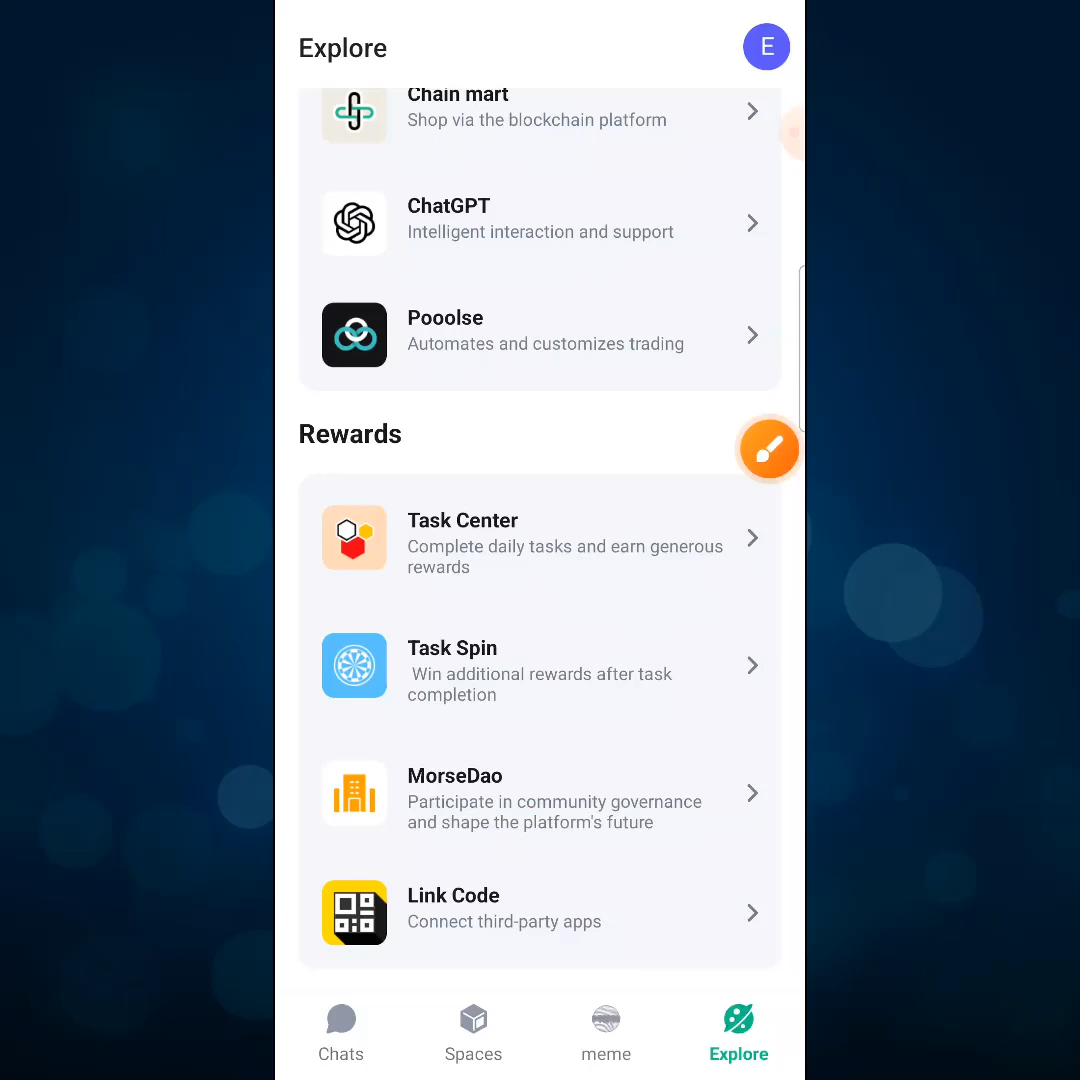 Explore
E
Chain mart
Shop via the blockchain platform
ChatGPT
Intelligent interaction and support
Pooolse
Automates and customizes trading
Rewards
Task Center
Complete daily tasks and earn generous
rewards
Task Spin
Win additional rewards after task
completion
MorseDao
Participate in community governance
and shape the platform's future
Link Code
Connect third-party apps
Chats
Spaces
meme
Explore